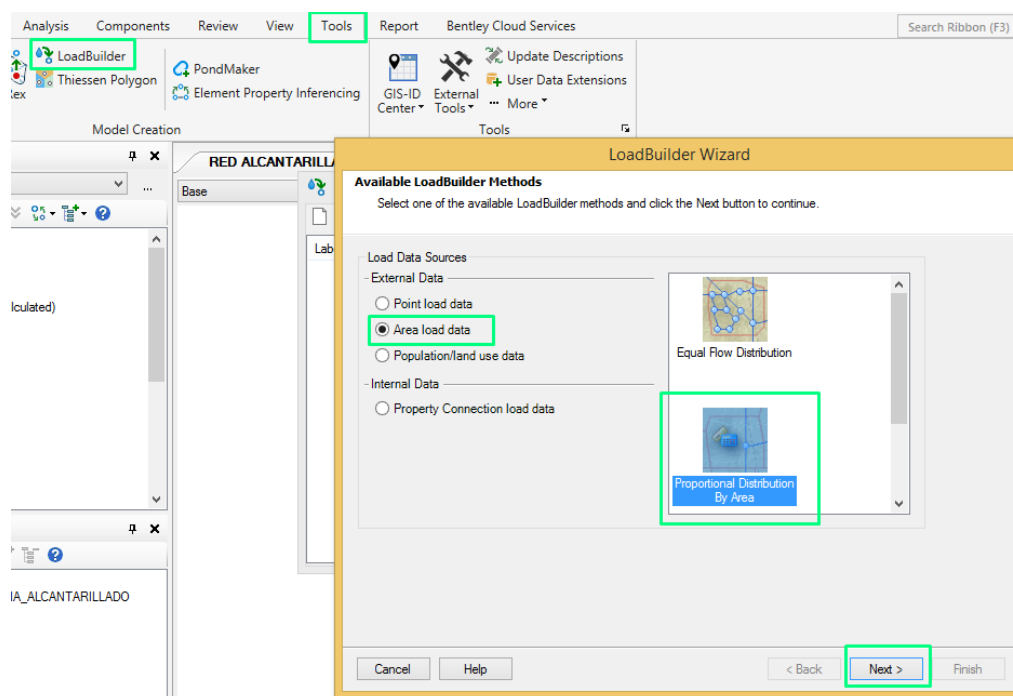 Analysis Components Review View Tools Report Bentley Cloud Services
Search Ribbon (F3)
LoadBuilder
Thiessen Polygon
PondMaker
Element Property Inferencing
Model Creation
GIS-ID
Center
External
Tools
Update Descriptions
User Data Extensions
More
Tools
RED ALCANTARILLA
Base
Lab
lculated)
IA_ALCANTARILLADO
LoadBuilder Wizard
Available LoadBuilder Methods
Select one of the available LoadBuilder methods and click the Next button to continue.
Load Data Sources
External Data
Point load data
Area load data
Population/land use data
Internal Data
Property Connection load data
Equal Flow Distribution
Proportional Distribution
By Area
Cancel Help < Back Next > Finish